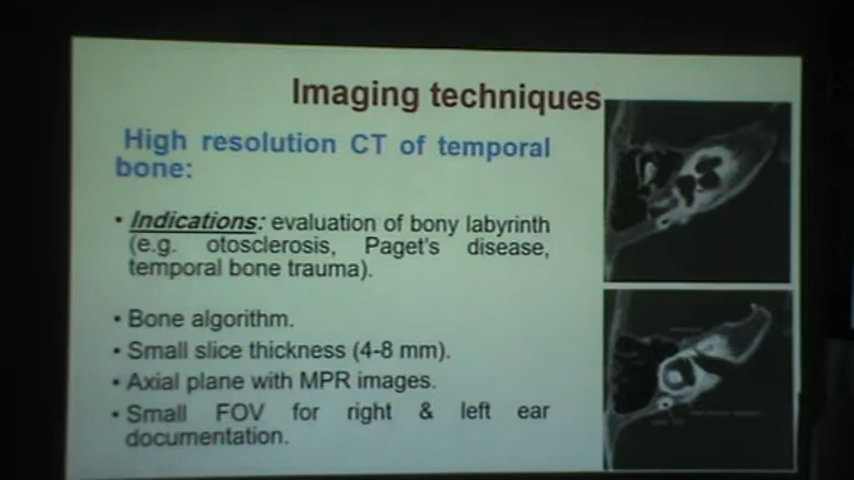 Imaging techniques
High resolution CT of temporal
bone:
• Indications: evaluation of bony labyrinth
(e.g. otosclerosis, Paget's disease,
temporal bone trauma).
• Bone algorithm.
• Small slice thickness (4-8 mm).
• Axial plane with MPR images.
• Small FOV for right & left ear
documentation.